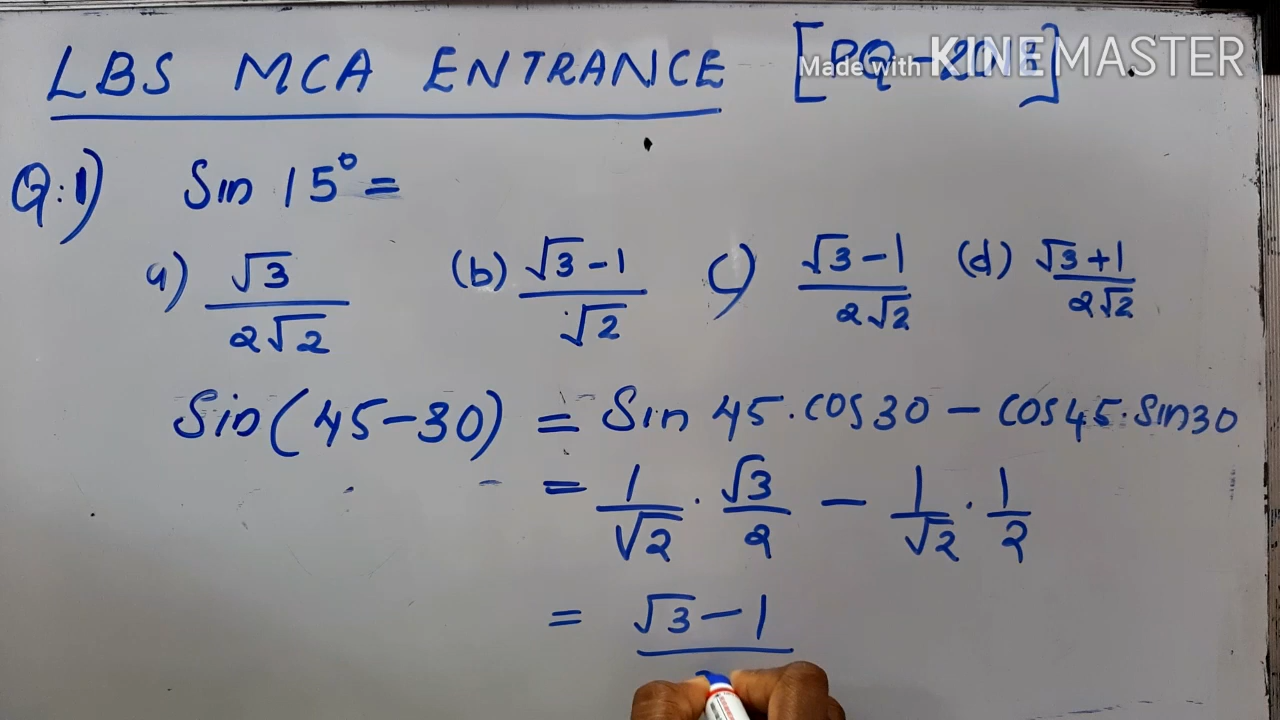 LBS MCA ENTRANCE
Made with KINEMASTER
Q:1) Sin 15° =
a) √3/2√2 (b) √3-1/√2 c) √3-1/2√2 (d) √3+1/2√2
Sin(45-30) = Sin 45.cos30 - cos45.Sin30
= 1/√2 . √3/2 - 1/√2 . 1/2
= √3-1